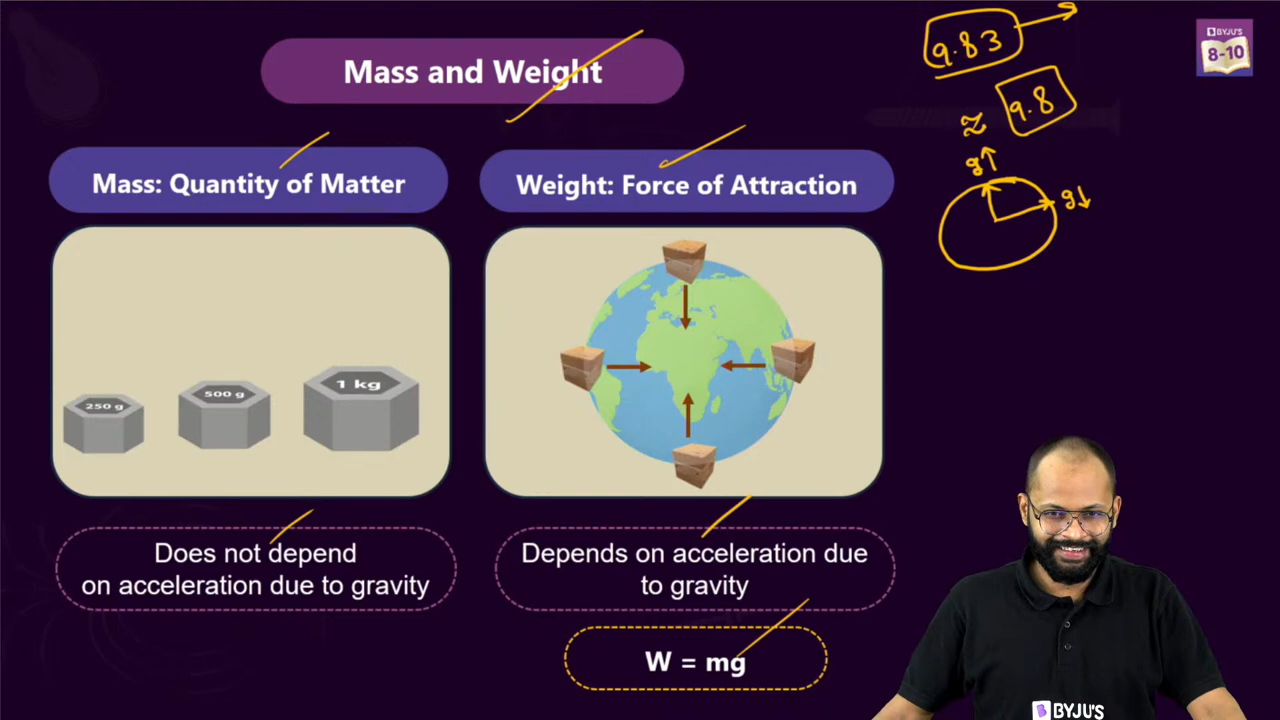 Mass and Weight
9.83
≈ 9.8
g↑
g↓
BYJU'S
8-10
Mass: Quantity of Matter
250 g
500 g
1 kg
Does not depend
on acceleration due to gravity
Weight: Force of Attraction
Depends on acceleration due
to gravity
W = mg
BYJU'S